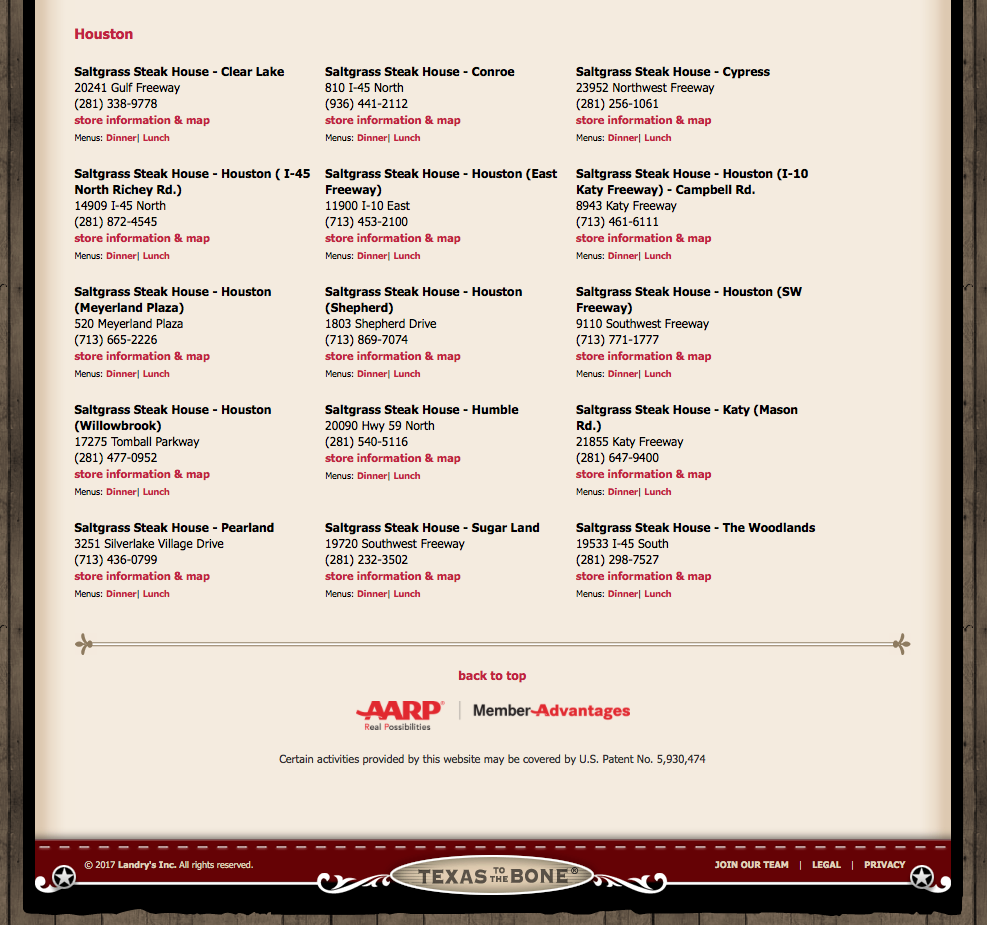 Houston
Saltgrass Steak House - Clear Lake
20241 Gulf Freeway
(281) 338-9778
store information & map
Menus: Dinner| Lunch
Saltgrass Steak House - Conroe
810 I-45 North
(936) 441-2112
store information & map
Menus: Dinner| Lunch
Saltgrass Steak House - Cypress
23952 Northwest Freeway
(281) 256-1061
store information & map
Menus: Dinner| Lunch
Saltgrass Steak House - Houston ( I-45
North Richey Rd.)
14909 I-45 North
(281) 872-4545
store information & map
Menus: Dinner| Lunch
Saltgrass Steak House - Houston (East
Freeway)
11900 I-10 East
(713) 453-2100
store information & map
Menus: Dinner| Lunch
Saltgrass Steak House - Houston (I-10
Katy Freeway) - Campbell Rd.
8943 Katy Freeway
(713) 461-6111
store information & map
Menus: Dinner| Lunch
Saltgrass Steak House - Houston
(Meyerland Plaza)
520 Meyerland Plaza
(713) 665-2226
store information & map
Menus: Dinner| Lunch
Saltgrass Steak House - Houston
(Shepherd)
1803 Shepherd Drive
(713) 869-7074
store information & map
Menus: Dinner| Lunch
Saltgrass Steak House - Houston (SW
Freeway)
9110 Southwest Freeway
(713) 771-1777
store information & map
Menus: Dinner| Lunch
Saltgrass Steak House - Houston
(Willowbrook)
17275 Tomball Parkway
(281) 477-0952
store information & map
Menus: Dinner| Lunch
Saltgrass Steak House - Humble
20090 Hwy 59 North
(281) 540-5116
store information & map
Menus: Dinner| Lunch
Saltgrass Steak House - Katy (Mason
Rd.)
21855 Katy Freeway
(281) 647-9400
store information & map
Menus: Dinner| Lunch
Saltgrass Steak House - Pearland
3251 Silverlake Village Drive
(713) 436-0799
store information & map
Menus: Dinner| Lunch
Saltgrass Steak House - Sugar Land
19720 Southwest Freeway
(281) 232-3502
store information & map
Menus: Dinner| Lunch
Saltgrass Steak House - The Woodlands
19533 I-45 South
(281) 298-7527
store information & map
Menus: Dinner| Lunch
back to top
AARP® | Member Advantages
Real Possibilities
Certain activities provided by this website may be covered by U.S. Patent No. 5,930,474
© 2017 Landry's Inc. All rights reserved.
TEXAS TO THE BONE®
JOIN OUR TEAM | LEGAL | PRIVACY